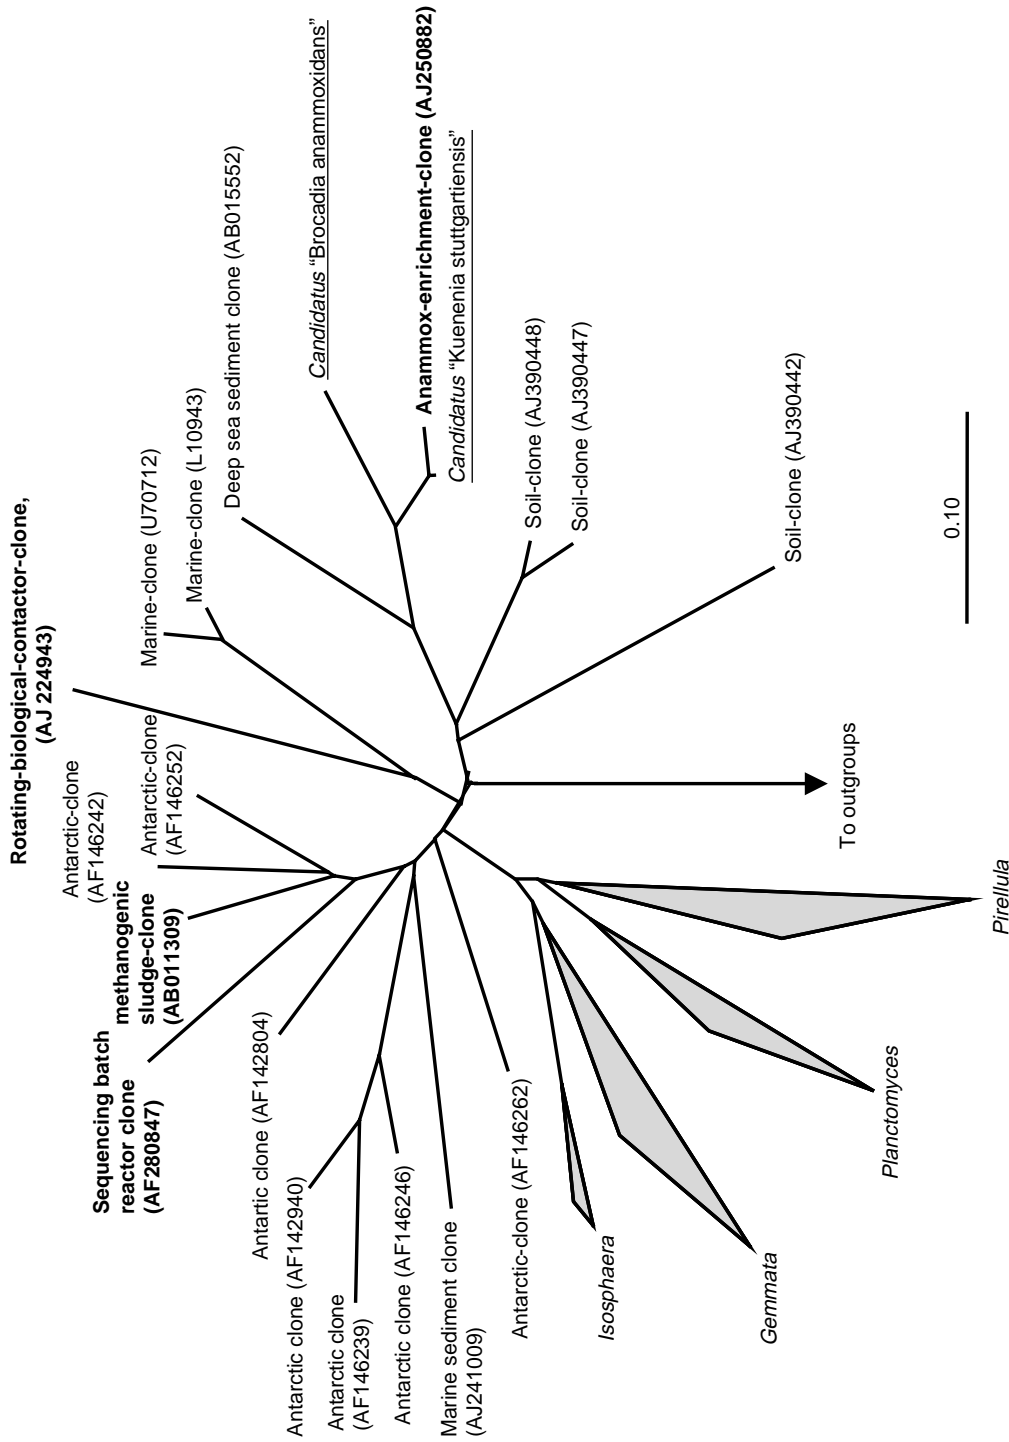 Rotating-biological-contactor-clone,
(AJ 224943)
Antarctic-clone
(AF146242)
Antarctic-clone
(AF146252)
methanogenic
sludge-clone
(AB011309)
Sequencing batch
reactor clone
(AF280847)
Marine-clone (U70712)
Marine-clone (L10943)
Deep sea sediment clone (AB015552)
Candidatus "Brocadia anammoxidans"
Anammox-enrichment-clone (AJ250882)
Candidatus "Kuenenia stuttgartiensis"
Soil-clone (AJ390448)
Soil-clone (AJ390447)
Soil-clone (AJ390442)
0.10
To outgroups
Antartic clone (AF142804)
Antarctic clone (AF142940)
Antarctic clone
(AF146239)
Antarctic clone (AF146246)
Marine sediment clone
(AJ241009)
Antarctic-clone (AF146262)
Isosphaera
Gemmata
Planctomyces
Pirellula